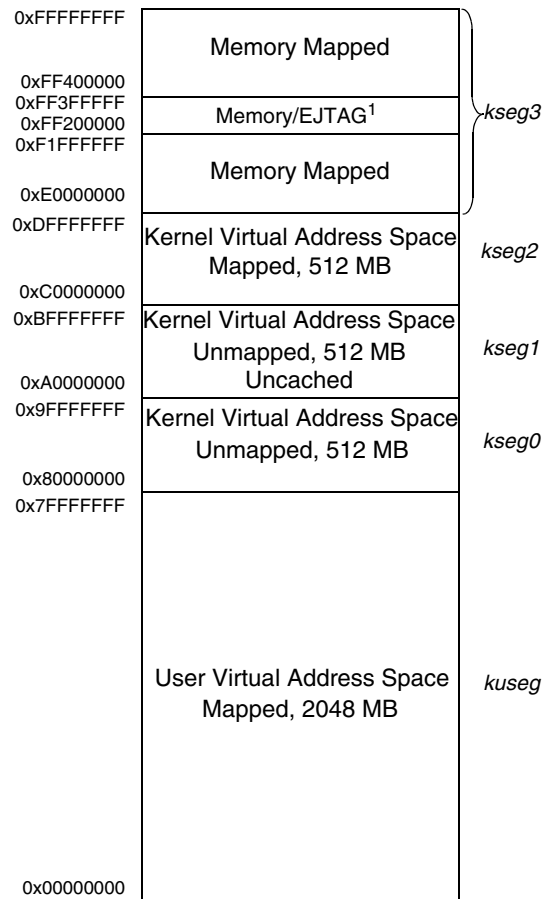 0xFFFFFFFF
Memory Mapped
0xFF400000
0xFF3FFFFF
Memory/EJTAG1
kseg3
0xFF200000
0xF1FFFFFF
Memory Mapped
0xE0000000
0xDFFFFFFF
Kernel Virtual Address Space
Mapped, 512 MB
kseg2
0xC0000000
0xBFFFFFFF
Kernel Virtual Address Space
Unmapped, 512 MB
Uncached
kseg1
0xA0000000
0x9FFFFFFF
Kernel Virtual Address Space
Unmapped, 512 MB
kseg0
0x80000000
0x7FFFFFFF
User Virtual Address Space
Mapped, 2048 MB
kuseg
0x00000000